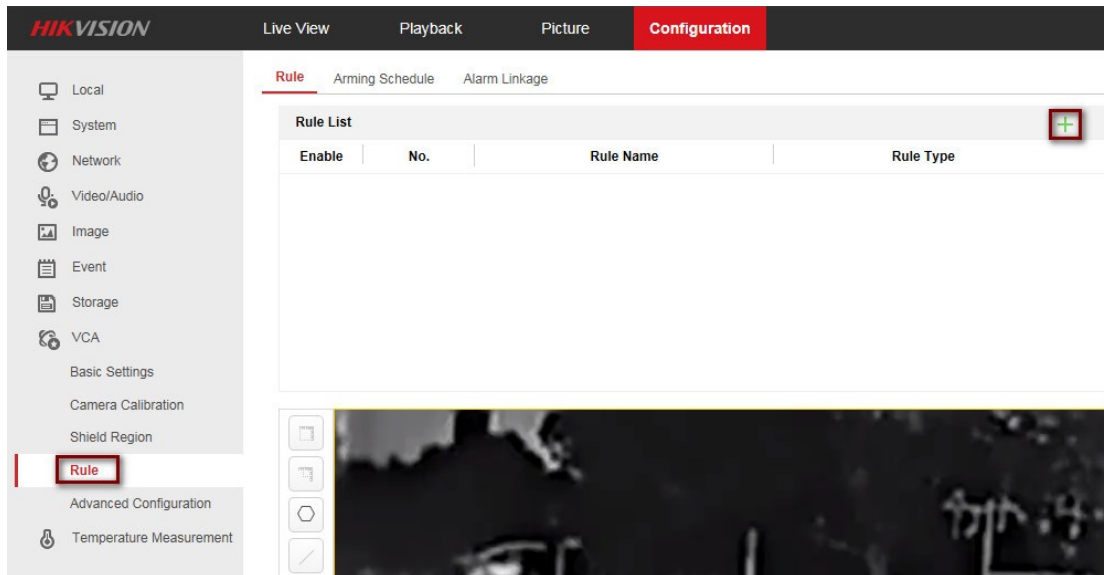 HIKVISION
Live View Playback Picture Configuration
Local
System
Network
Video/Audio
Image
Event
Storage
VCA
Basic Settings
Camera Calibration
Shield Region
Rule
Advanced Configuration
Temperature Measurement
Rule Arming Schedule Alarm Linkage
Rule List
Enable No. Rule Name Rule Type